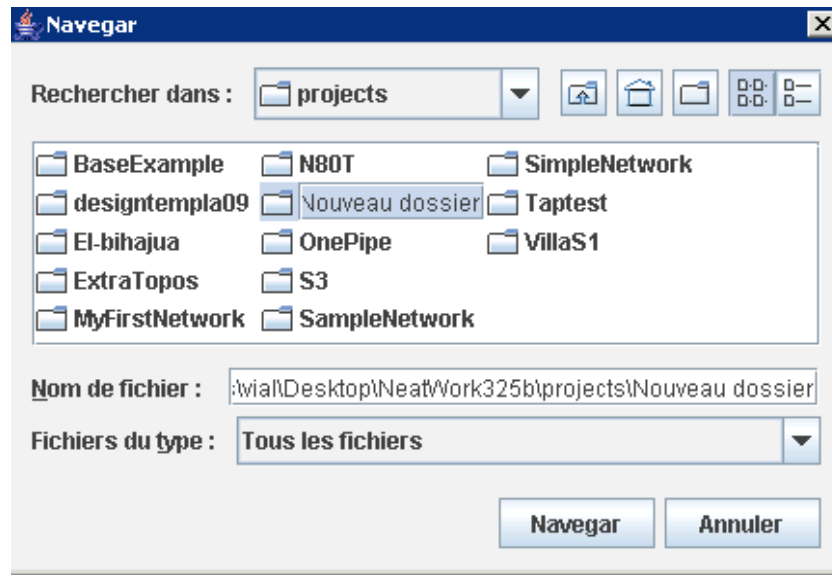 Navegar
Rechercher dans : projects
BaseExample N80T SimpleNetwork
designtempla09 Nouveau dossier Taptest
El-bihajua OnePipe VillaS1
ExtraTopos S3
MyFirstNetwork SampleNetwork
Nom de fichier : :\vial\Desktop\NeatWork325b\projects\Nouveau dossier
Fichiers du type : Tous les fichiers
Navegar Annuler